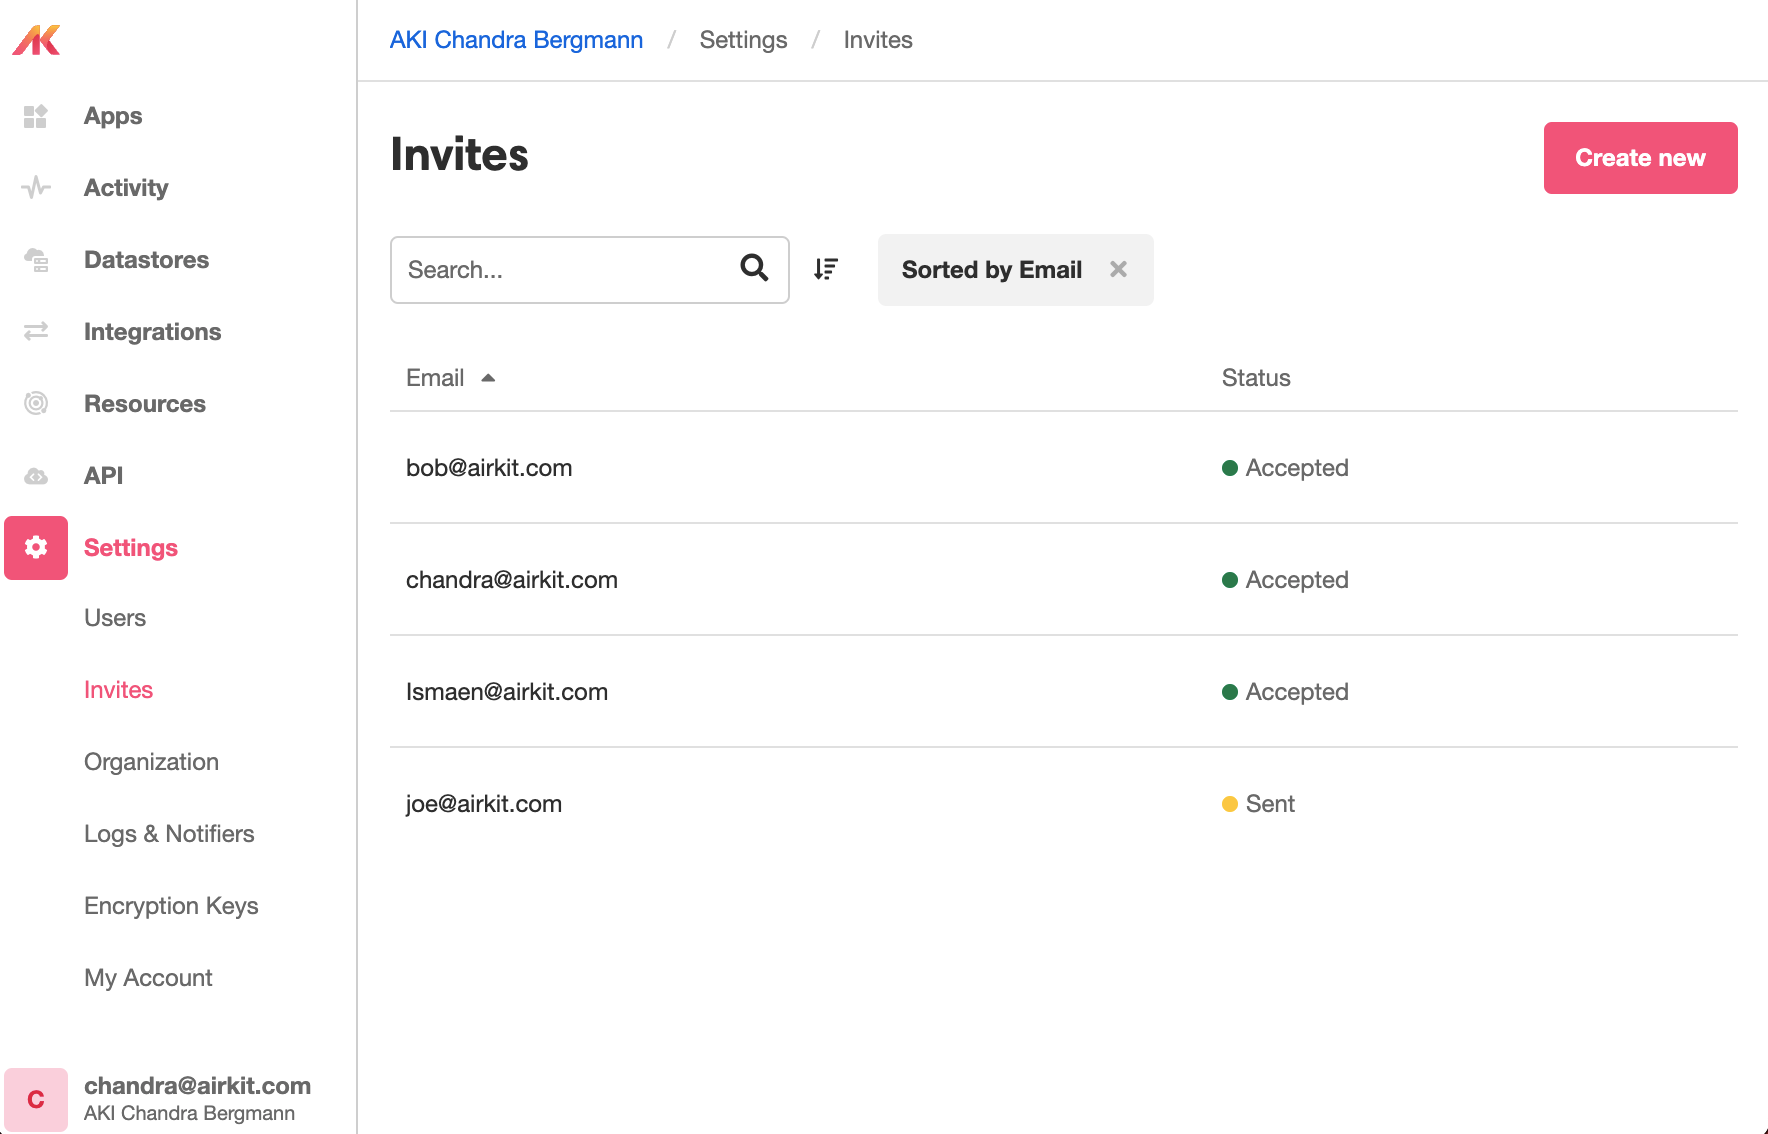 AK
Apps
Activity
Datastores
Integrations
Resources
API
Settings
Users
Invites
Organization
Logs & Notifiers
Encryption Keys
My Account
C
chandra@airkit.com
AKI Chandra Bergmann
AKI Chandra Bergmann / Settings / Invites
Invites
Create new
Search...
Sorted by Email
Email Status
bob@airkit.com Accepted
chandra@airkit.com Accepted
Ismaen@airkit.com Accepted
joe@airkit.com Sent